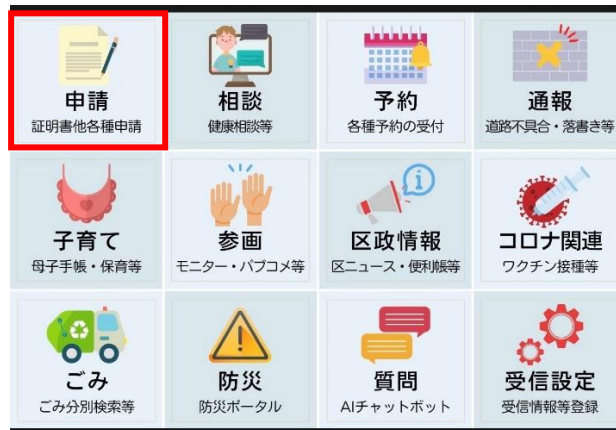 申請
証明書他各種申請
相談
健康相談等
予約
各種予約の受付
通報
道路不具合・落書き等
子育て
母子手帳・保育等
参画
モニター・パブコメ等
区政情報
区ニュース・便利帳等
コロナ関連
ワクチン接種等
ごみ
ごみ分別検索等
防災
防災ポータル
質問
AIチャットボット
受信設定
受信情報等登録